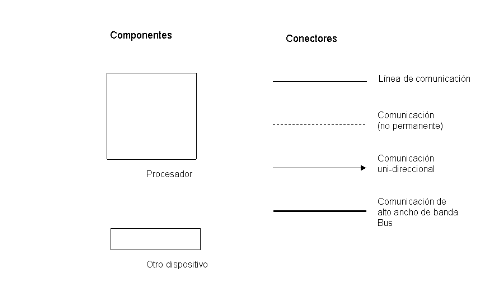 Componentes
Conectores
Línea de comunicación
Comunicación
(no permanente)
Comunicación
uni-direccional
Procesador
Comunicación de
alto ancho de banda
Bus
Otro dispositivo